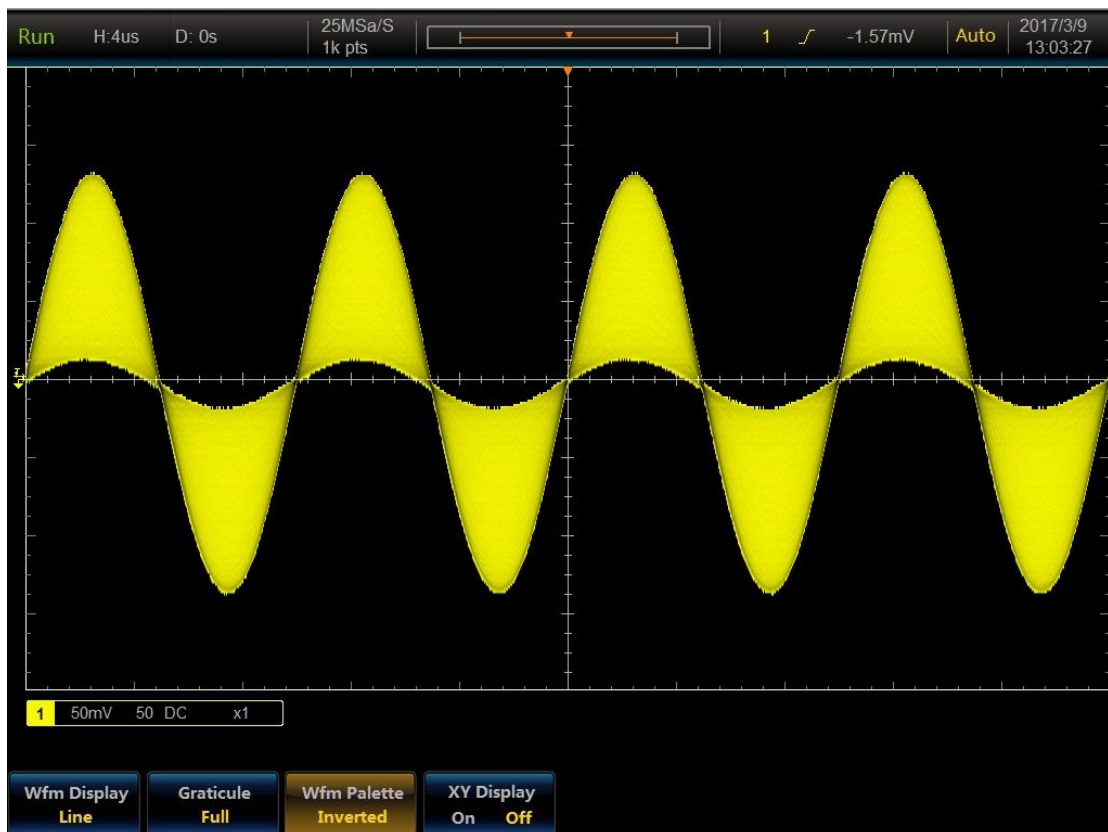 Run H:4us D: 0s 25MSa/S 1 -1.57mV Auto 2017/3/9
1k pts 13:03:27
1 50mV 50 DC x1
Wfm Display Graticule Wfm Palette XY Display
Line Full Inverted On Off